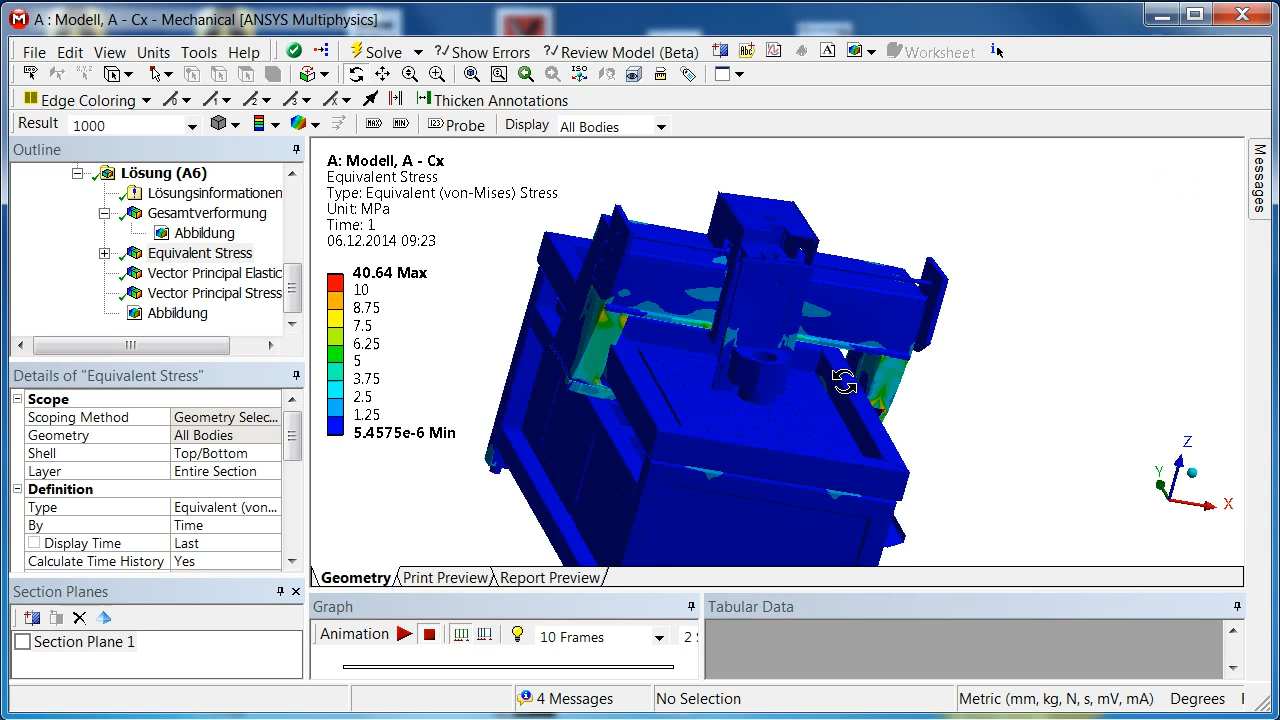 A : Modell, A - Cx - Mechanical [ANSYS Multiphysics]
File Edit View Units Tools Help Solve ?/Show Errors ?/Review Model (Beta) A Worksheet
ISO
Edge Coloring Thicken Annotations
Result 1000 MAX MIN Probe Display All Bodies
Outline
Lösung (A6)
Lösungsinformationen
Gesamtverformung
Abbildung
Equivalent Stress
Vector Principal Elastic
Vector Principal Stress
Abbildung
Details of "Equivalent Stress"
Scope
Scoping Method Geometry Selec...
Geometry All Bodies
Shell Top/Bottom
Layer Entire Section
Definition
Type Equivalent (von...
By Time
Display Time Last
Calculate Time History Yes
Section Planes
Section Plane 1
A: Modell, A - Cx
Equivalent Stress
Type: Equivalent (von-Mises) Stress
Unit: MPa
Time: 1
06.12.2014 09:23
40.64 Max
10
8.75
7.5
6.25
5
3.75
2.5
1.25
5.4575e-6 Min
Z
Y
X
Messages
Geometry Print Preview Report Preview
Graph
Animation 10 Frames
Tabular Data
4 Messages No Selection Metric (mm, kg, N, s, mV, mA) Degrees